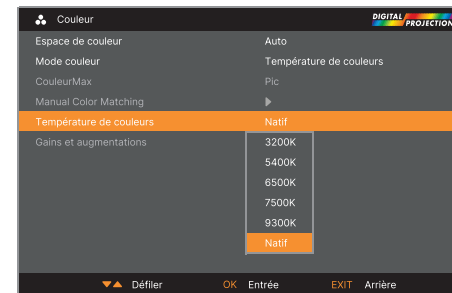 Couleur
DIGITAL PROJECTION
Espace de couleur Auto
Mode couleur Température de couleurs
CouleurMax Pic
Manual Color Matching
Température de couleurs Natif
Gains et augmentations 3200K
5400K
6500K
7500K
9300K
Natif
Défiler OK Entrée EXIT Arrière